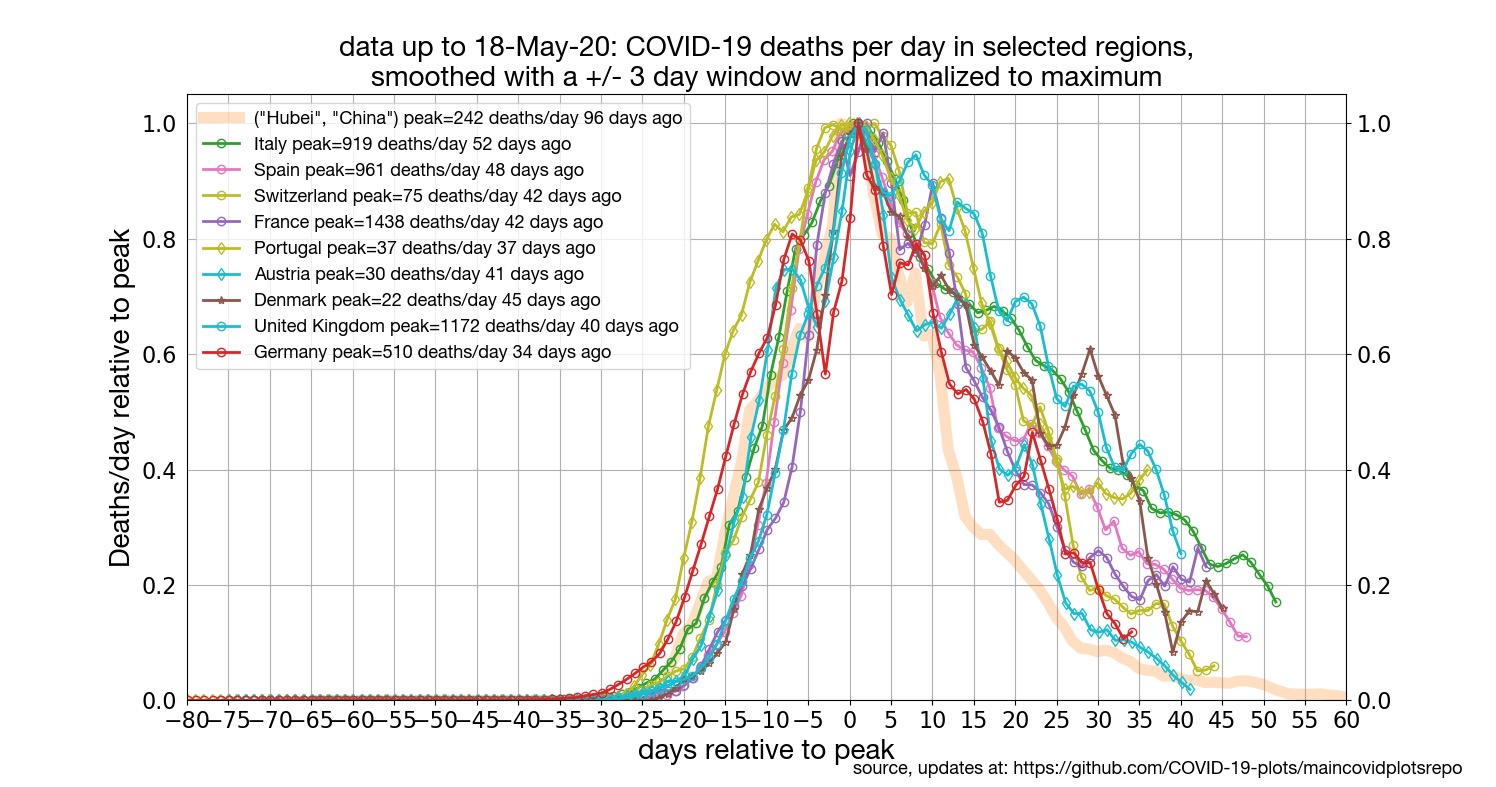 data up to 18-May-20: COVID-19 deaths per day in selected regions,
smoothed with a +/- 3 day window and normalized to maximum
("Hubei", "China") peak=242 deaths/day 96 days ago
Italy peak=919 deaths/day 52 days ago
Spain peak=961 deaths/day 48 days ago
Switzerland peak=75 deaths/day 42 days ago
France peak=1438 deaths/day 42 days ago
Portugal peak=37 deaths/day 37 days ago
Austria peak=30 deaths/day 41 days ago
Denmark peak=22 deaths/day 45 days ago
United Kingdom peak=1172 deaths/day 40 days ago
Germany peak=510 deaths/day 34 days ago
Deaths/day relative to peak
1.0
0.8
0.6
0.4
0.2
0.0
1.0
0.8
0.6
0.4
0.2
0.0
−80 −75 −70 −65 −60 −55 −50 −45 −40 −35 −30 −25 −20 −15 −10 −5 0 5 10 15 20 25 30 35 40 45 50 55 60
days relative to peak
source, updates at: https://github.com/COVID-19-plots/maincovidplotsrepo